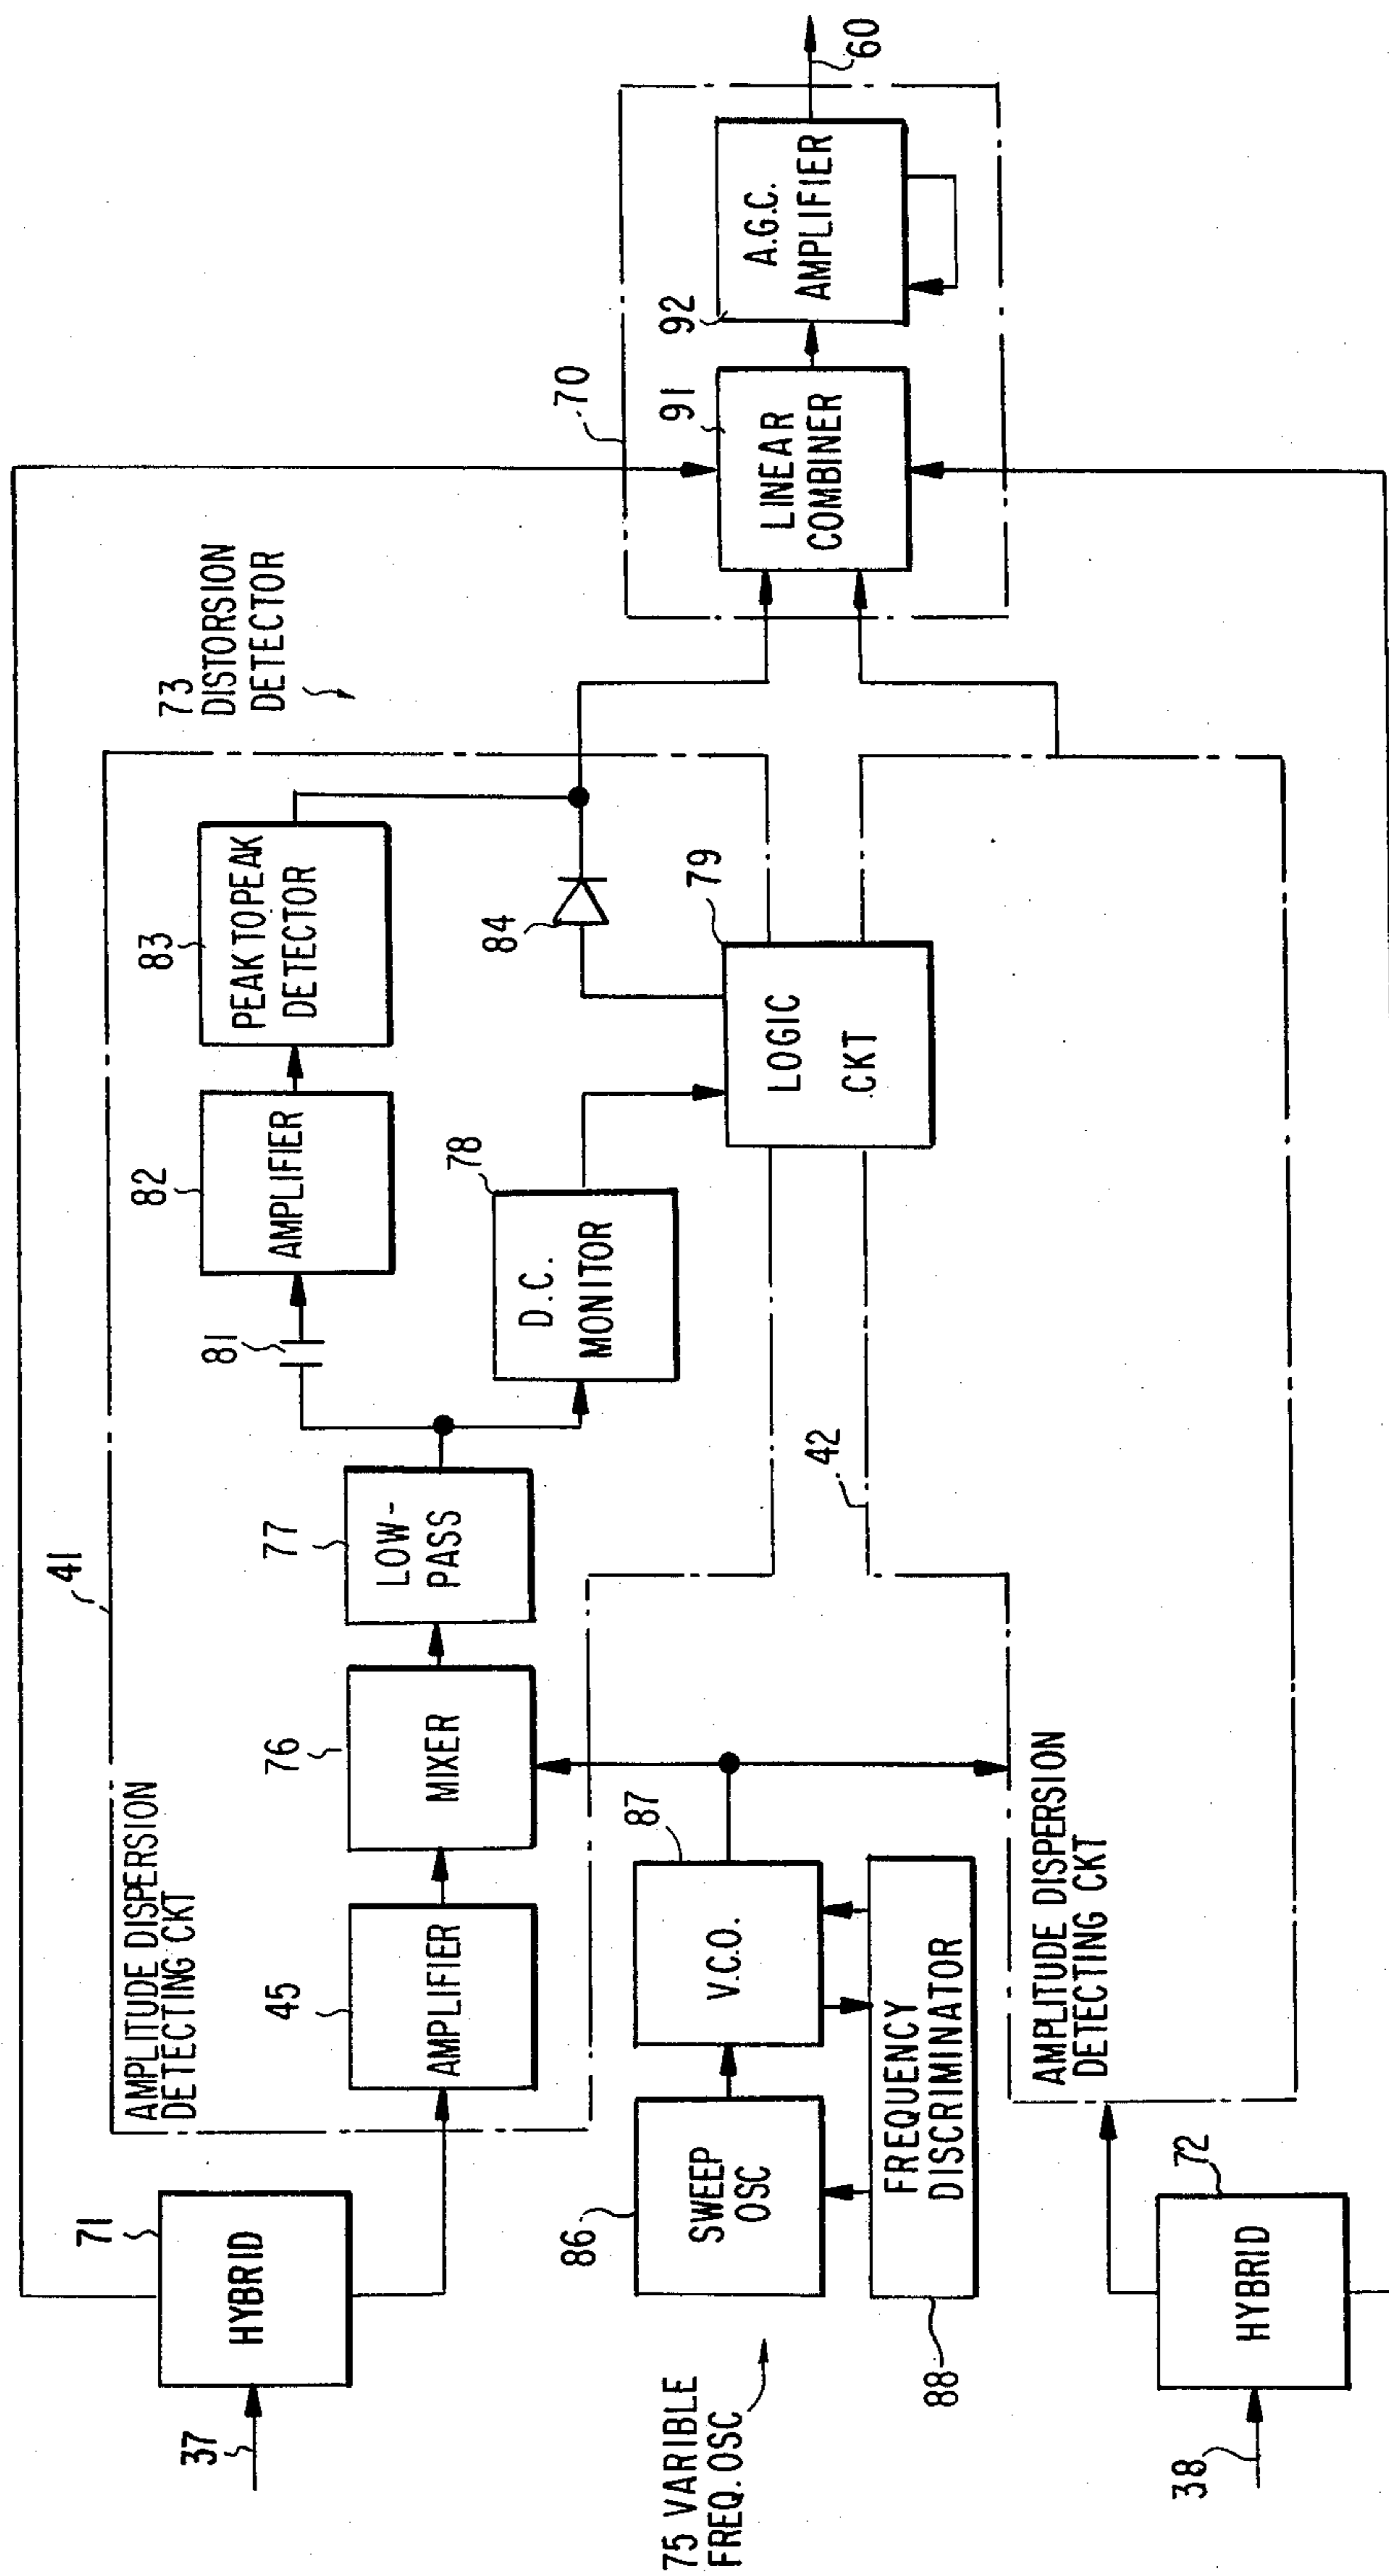 37
71
HYBRID
41
AMPLITUDE DISPERSION
DETECTING CKT
45
AMPLIFIER
76
MIXER
77
LOW-
PASS
81
82
AMPLIFIER
83
PEAK TO PEAK
DETECTOR
78
D.C.
MONITOR
84
79
LOGIC
CKT
73
DISTORSION
DETECTOR
75 VARIBLE
FREQ. OSC
86
SWEEP
OSC
87
V.C.O.
88
FREQUENCY
DISCRIMINATOR
42
AMPLITUDE DISPERSION
DETECTING CKT
38
72
HYBRID
70
91
LINEAR
COMBINER
92
A.G.C.
AMPLIFIER
60